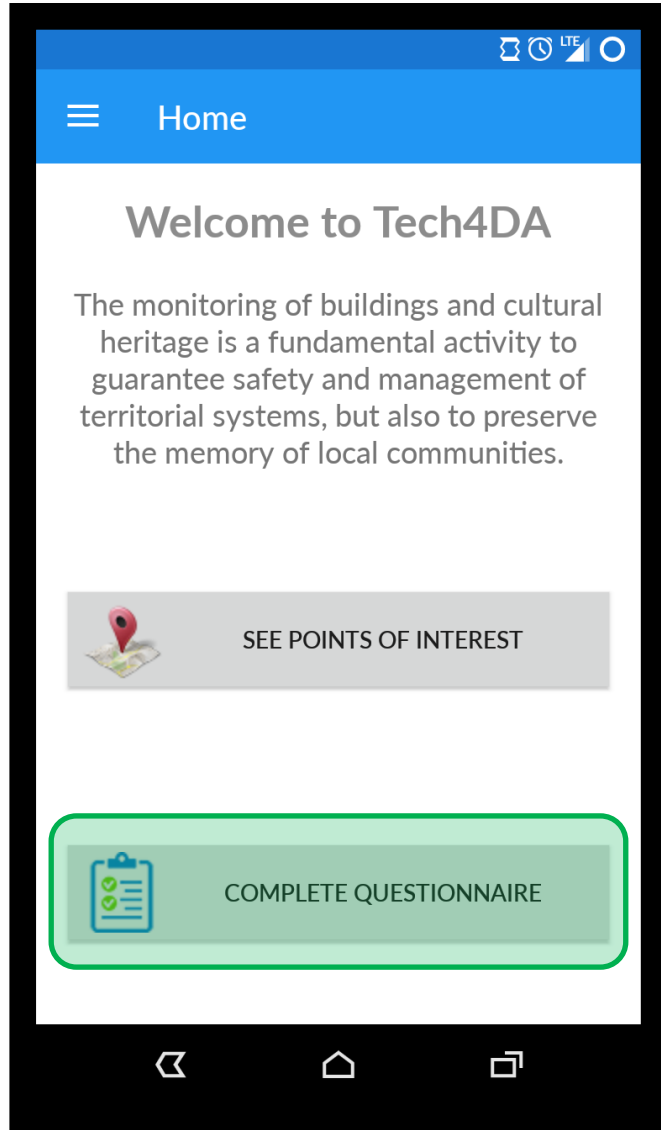 LTE
Home
Welcome to Tech4DA
The monitoring of buildings and cultural
heritage is a fundamental activity to
guarantee safety and management of
territorial systems, but also to preserve
the memory of local communities.
SEE POINTS OF INTEREST
COMPLETE QUESTIONNAIRE